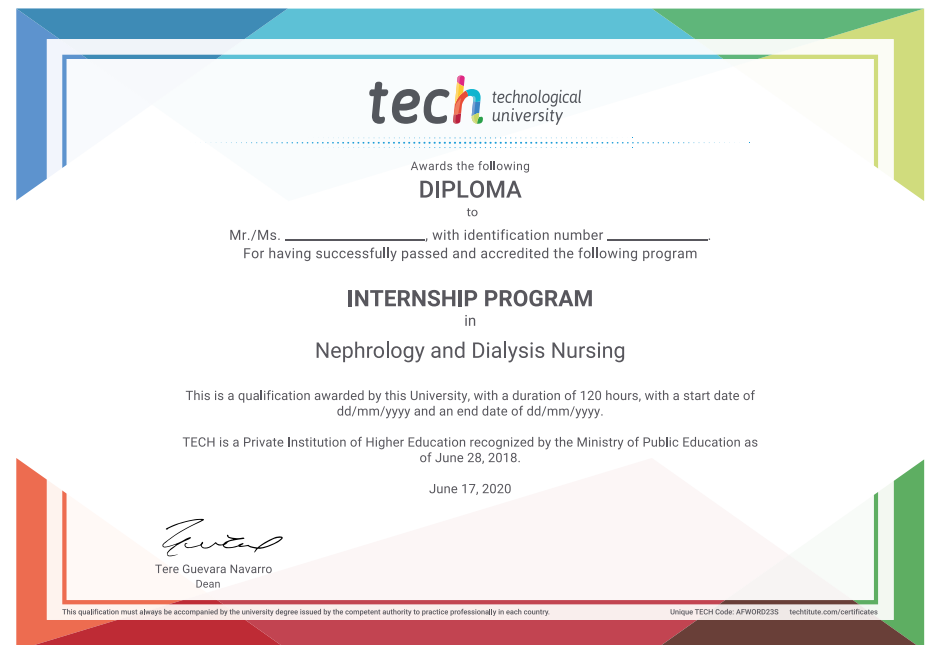 tech technological
university
Awards the following
DIPLOMA
to
Mr./Ms. ____________________, with identification number ______________.
For having successfully passed and accredited the following program
INTERNSHIP PROGRAM
in
Nephrology and Dialysis Nursing
This is a qualification awarded by this University, with a duration of 120 hours, with a start date of
dd/mm/yyyy and an end date of dd/mm/yyyy.
TECH is a Private Institution of Higher Education recognized by the Ministry of Public Education as
of June 28, 2018.
June 17, 2020
Tere Guevara Navarro
Dean
This qualification must always be accompanied by the university degree issued by the competent authority to practice professionally in each country.
Unique TECH Code: AFWORD23S techtitute.com/certificates